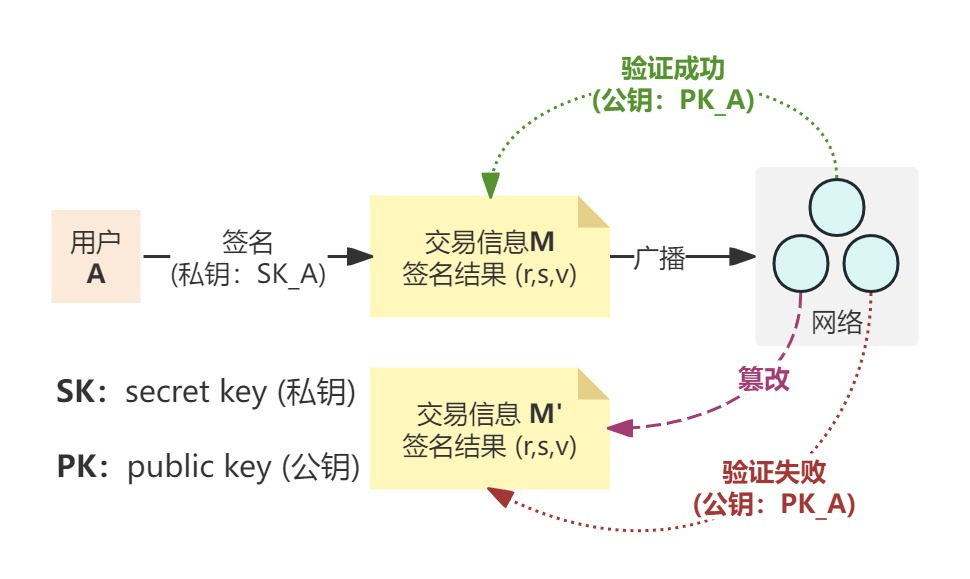 验证成功
(公钥：PK_A)
用户
A
签名
(私钥：SK_A)
交易信息M
签名结果 (r,s,v)
广播
网络
SK：secret key (私钥)
PK：public key (公钥)
交易信息 M'
签名结果 (r,s,v)
篡改
验证失败
(公钥：PK_A)